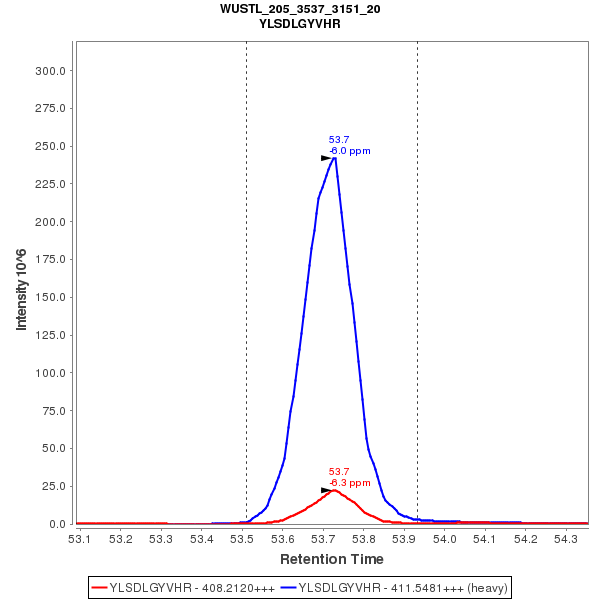 WUSTL_205_3537_3151_20
YLSDLGYVHR
300.0
275.0
250.0
225.0
200.0
175.0
150.0
125.0
100.0
75.0
50.0
25.0
0.0
Intensity 10^6
53.7
-6.0 ppm
53.7
-6.3 ppm
53.1 53.2 53.3 53.4 53.5 53.6 53.7 53.8 53.9 54.0 54.1 54.2 54.3
Retention Time
YLSDLGYVHR - 408.2120+++ YLSDLGYVHR - 411.5481+++ (heavy)